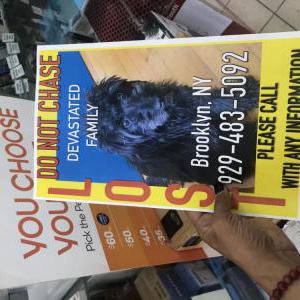 DO NOT CHASE
DEVASTATED
FAMILY
Brooklyn, NY
929-483-5092
PLEASE CALL
WITH ANY INFORMATION
LOST
YOU CHOOSE
YOU
Pick the
$60
$50
$40